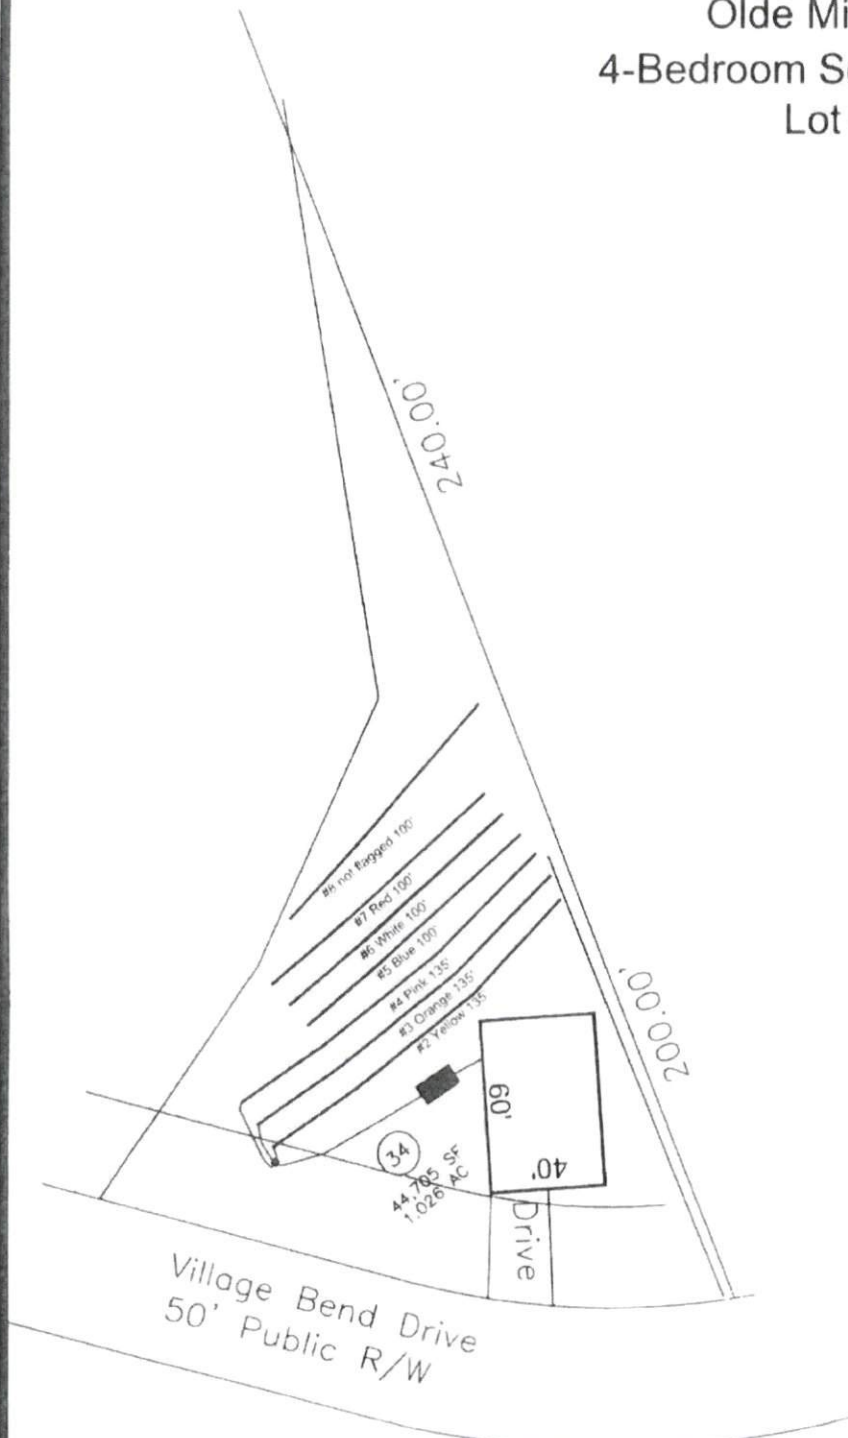 Olde Mi
4-Bedroom S
Lot
240.00'
#8 not flagged 100'
#7 Red 100'
#6 White 100'
#5 Blue 100'
#4 Pink 135'
#3 Orange 135'
#2 Yellow 135'
200.00'
60'
40'
34
44,705 SF
1.026 AC
Drive
Village Bend Drive
50' Public R/W